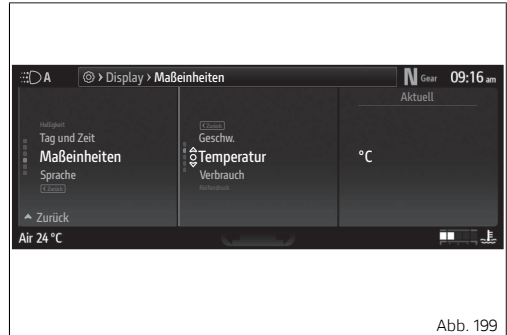 A
> Display > Maßeinheiten
N Gear 09:16 am
Aktuell
Helligkeit
Tag und Zeit
Maßeinheiten
Sprache
Zurück
Zurück
Geschw.
Temperatur
Verbrauch
Reifendruck
°C
Zurück
Air 24 °C
Abb. 199